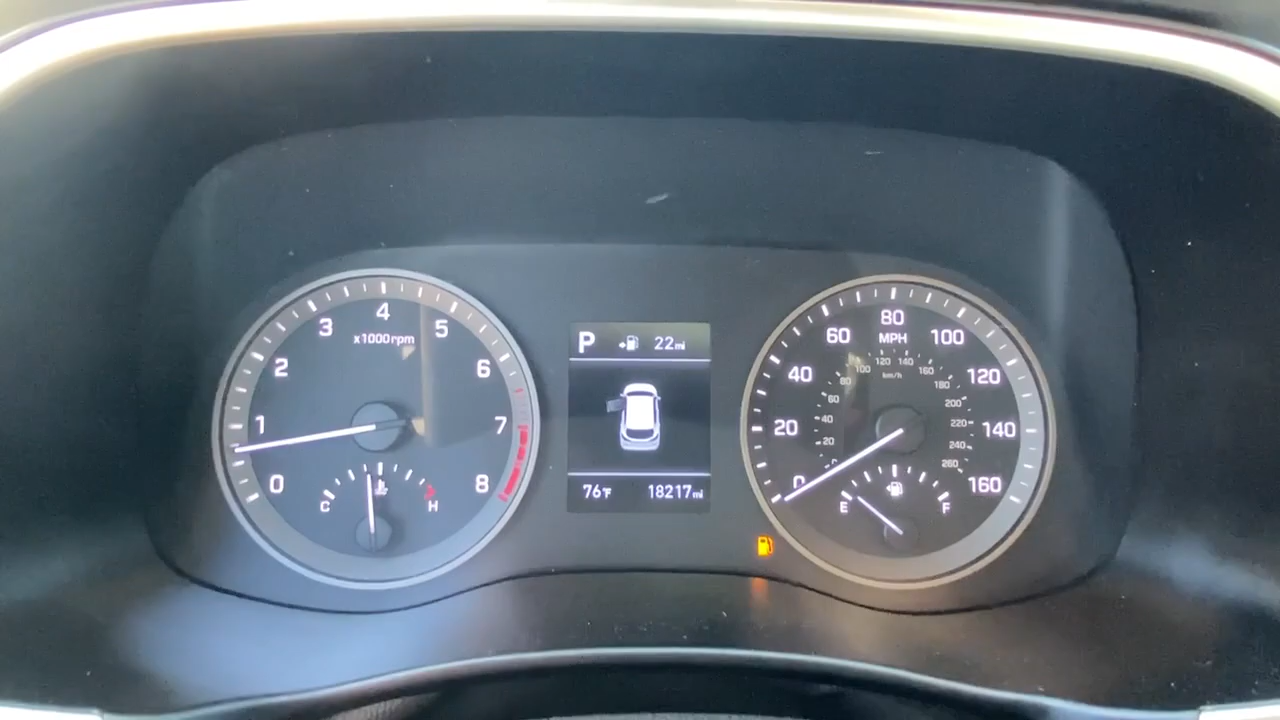 P 22mi
76°F 18217mi
0 1 2 3 4 5 6 7 8
x1000rpm
C H
0 20 40 60 80 100 120 140 160
MPH
20 40 60 80 100 120 140 160 180 200 220 240 260
km/h
E F